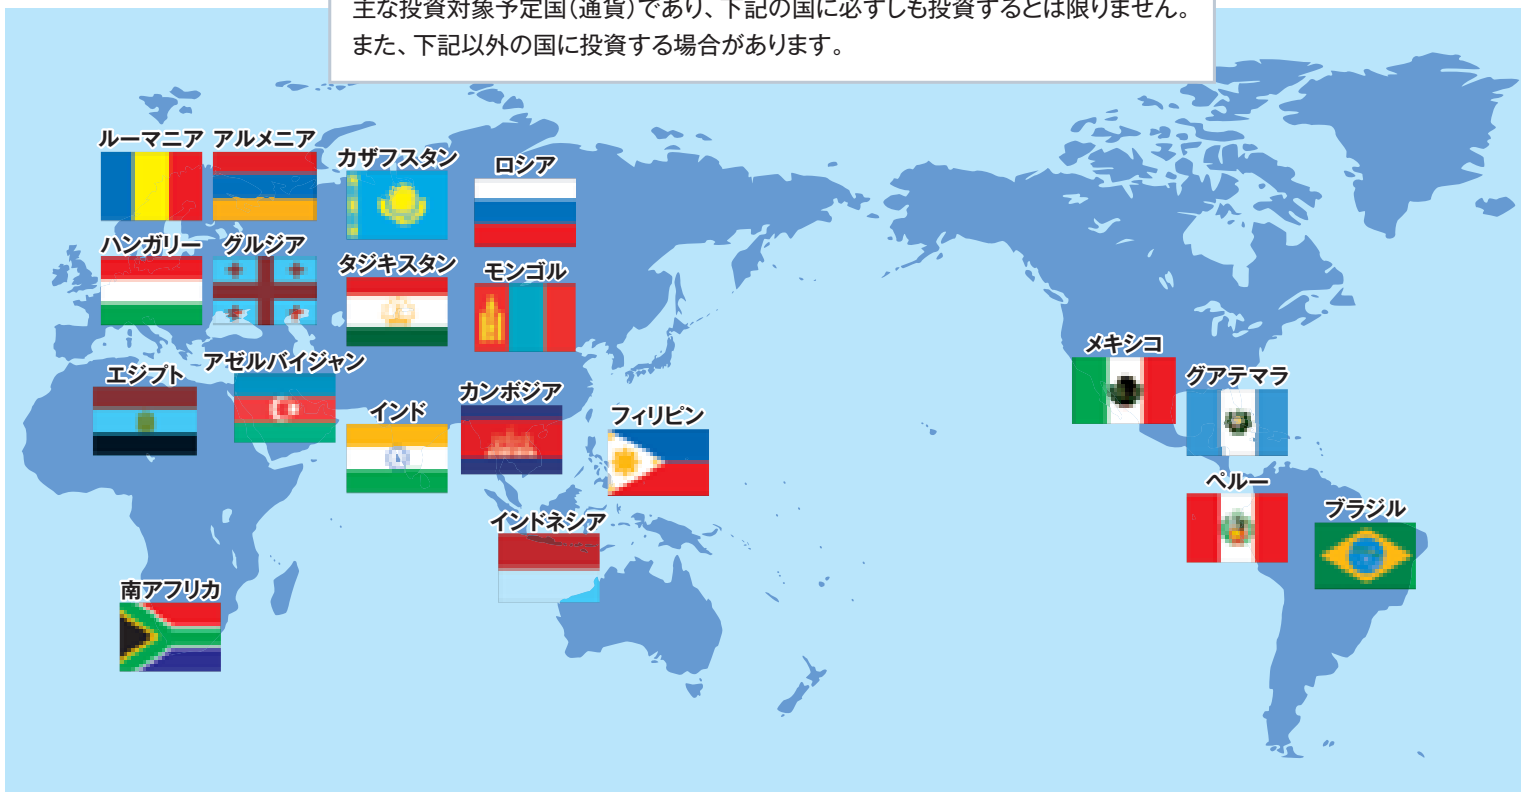 主な投資対象予定国(通貨)であり、下記の国に必ずしも投資するとは限りません。
また、下記以外の国に投資する場合があります。
ルーマニア
アルメニア
カザフスタン
ロシア
ハンガリー
グルジア
タジキスタン
モンゴル
エジプト
アゼルバイジャン
インド
カンボジア
フィリピン
メキシコ
グアテマラ
ペルー
ブラジル
インドネシア
南アフリカ